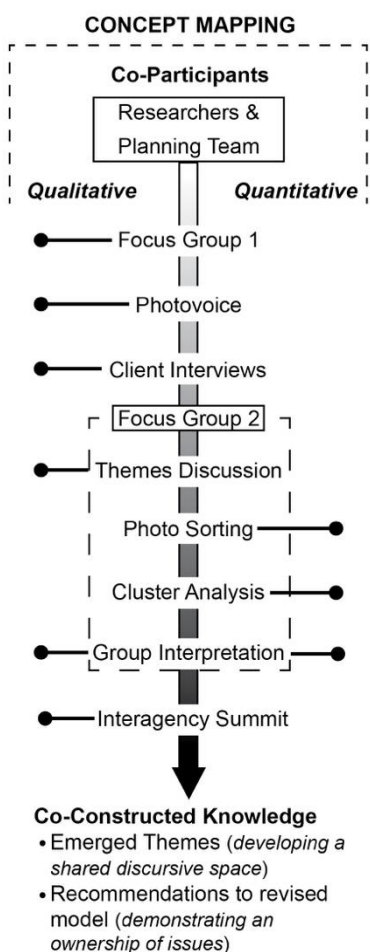 CONCEPT MAPPING
Co-Participants
Researchers &
Planning Team
Qualitative
Quantitative
Focus Group 1
Photovoice
Client Interviews
Focus Group 2
Themes Discussion
Photo Sorting
Cluster Analysis
Group Interpretation
Interagency Summit
Co-Constructed Knowledge
• Emerged Themes (developing a
shared discursive space)
• Recommendations to revised
model (demonstrating an
ownership of issues)